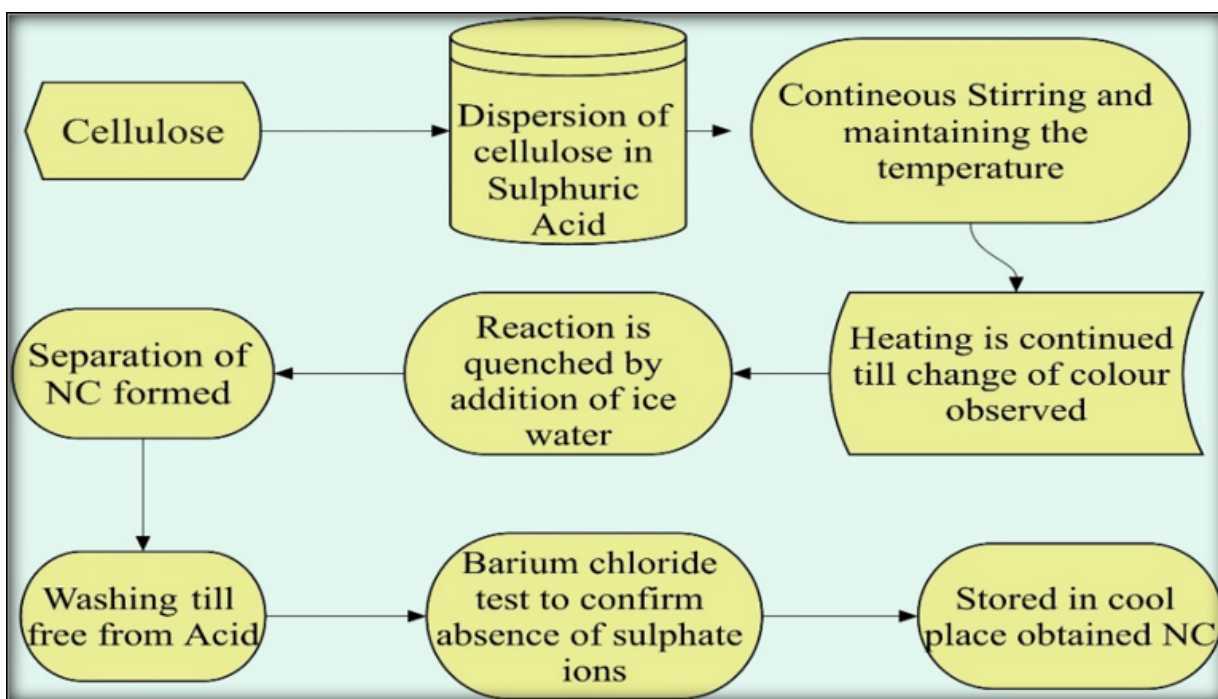 Cellulose
Dispersion of
cellulose in
Sulphuric
Acid
Contineous Stirring and
maintaining the
temperature
Heating is continued
till change of colour
observed
Reaction is
quenched by
addition of ice
water
Separation of
NC formed
Washing till
free from Acid
Barium chloride
test to confirm
absence of sulphate
ions
Stored in cool
place obtained NC